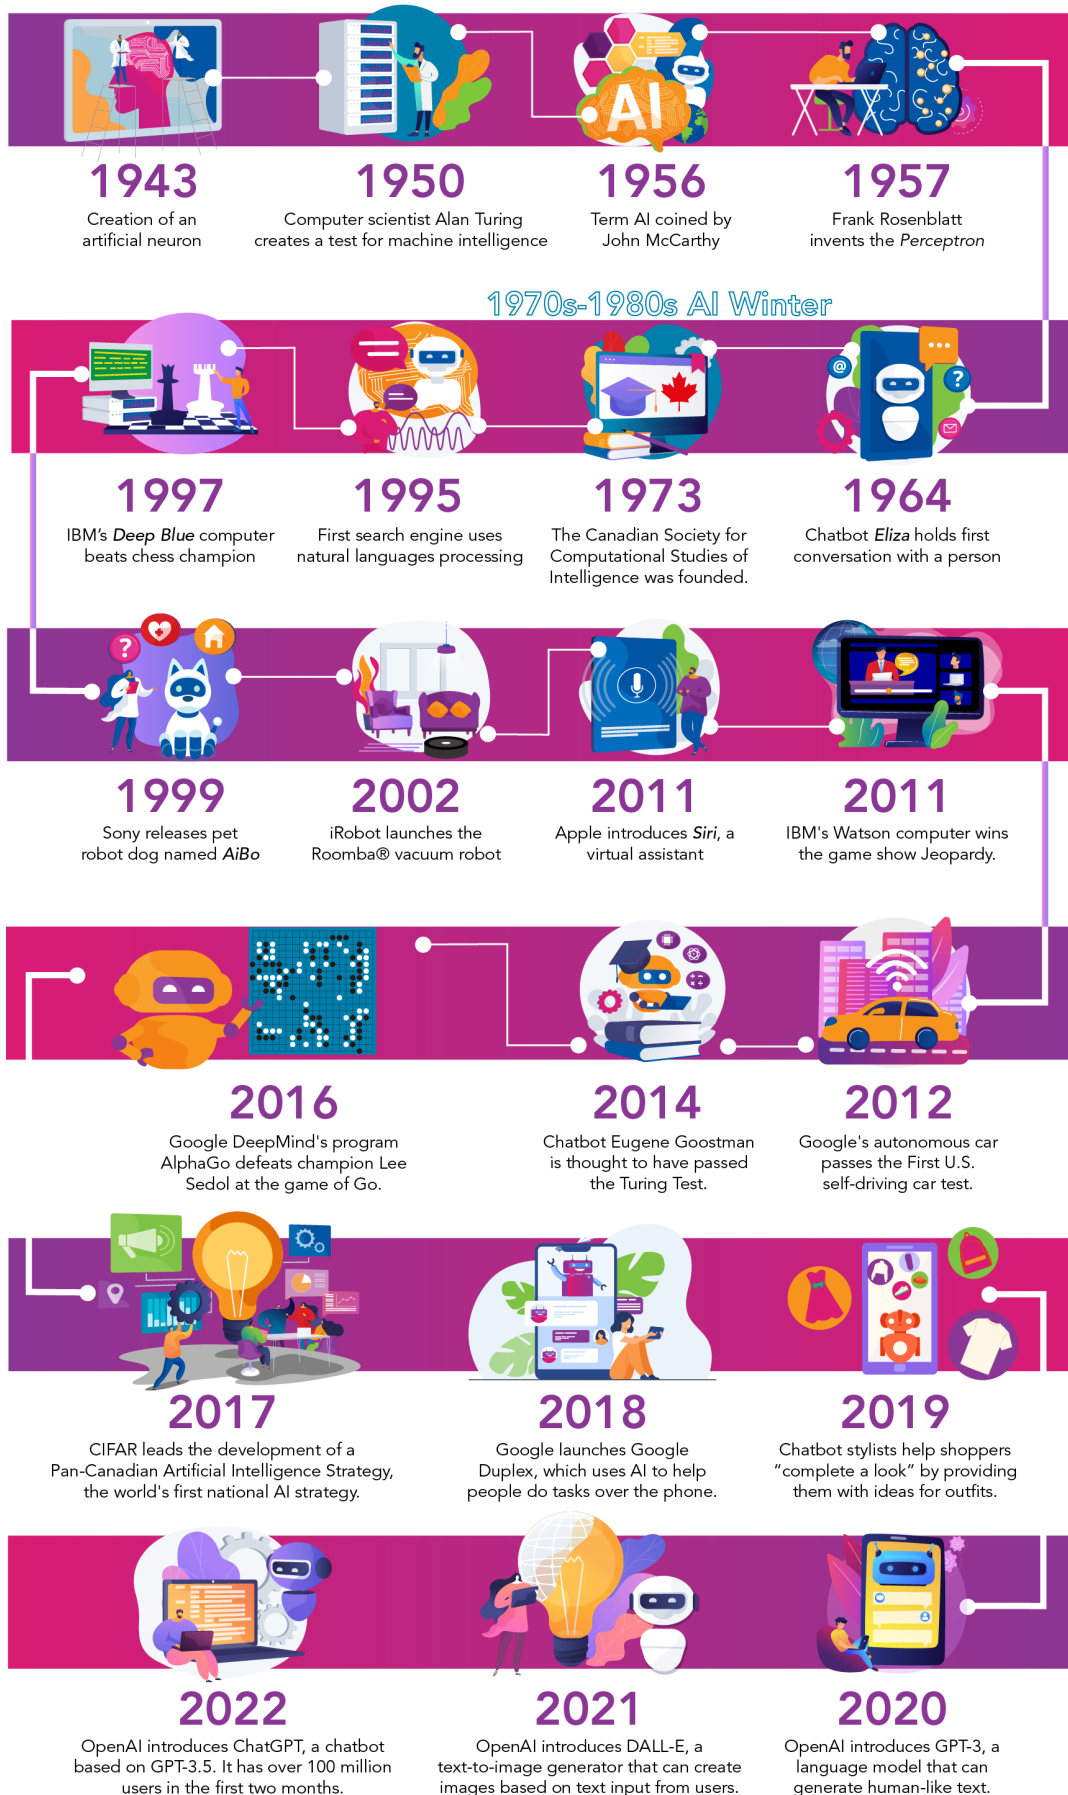 1943
Creation of an
artificial neuron
1950
Computer scientist Alan Turing
creates a test for machine intelligence
AI
1956
Term AI coined by
John McCarthy
1957
Frank Rosenblatt
invents the Perceptron
1970s-1980s AI Winter
@
?
1964
Chatbot Eliza holds first
conversation with a person
1973
The Canadian Society for
Computational Studies of
Intelligence was founded.
1995
First search engine uses
natural languages processing
1997
IBM's Deep Blue computer
beats chess champion
?
1999
Sony releases pet
robot dog named AiBo
2002
iRobot launches the
Roomba® vacuum robot
2011
Apple introduces Siri, a
virtual assistant
2011
IBM's Watson computer wins
the game show Jeopardy.
2012
Google's autonomous car
passes the First U.S.
self-driving car test.
2014
Chatbot Eugene Goostman
is thought to have passed
the Turing Test.
2016
Google DeepMind's program
AlphaGo defeats champion Lee
Sedol at the game of Go.
2017
CIFAR leads the development of a
Pan-Canadian Artificial Intelligence Strategy,
the world's first national AI strategy.
2018
Google launches Google
Duplex, which uses AI to help
people do tasks over the phone.
2019
Chatbot stylists help shoppers
“complete a look” by providing
them with ideas for outfits.
2020
OpenAI introduces GPT-3, a
language model that can
generate human-like text.
2021
OpenAI introduces DALL-E, a
text-to-image generator that can create
images based on text input from users.
2022
OpenAI introduces ChatGPT, a chatbot
based on GPT-3.5. It has over 100 million
users in the first two months.